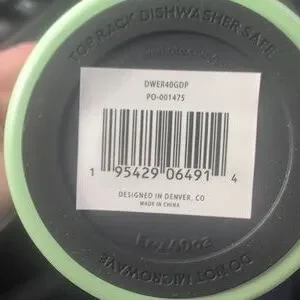 TOP RACK DISHWASHER SAFE
DWER40GDP
PO-001475
1 95429 06491 4
DESIGNED IN DENVER, CO
MADE IN CHINA
DO NOT MICROWAVE